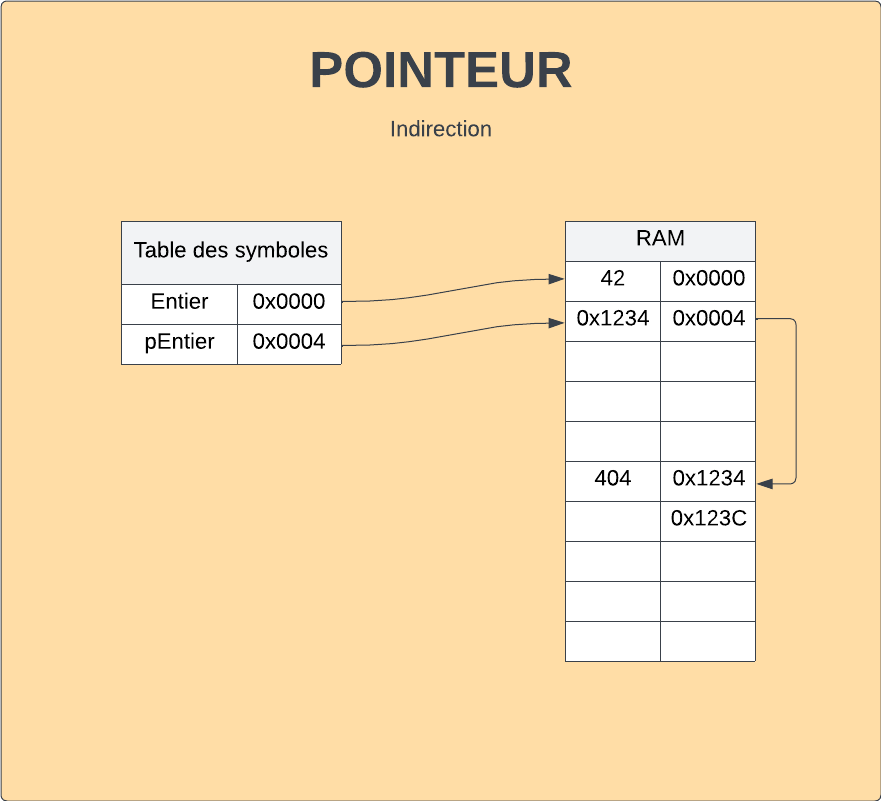 POINTEUR
Indirection
Table des symboles
Entier 0x0000
pEntier 0x0004
RAM
42 0x0000
0x1234 0x0004
404 0x1234
0x123C